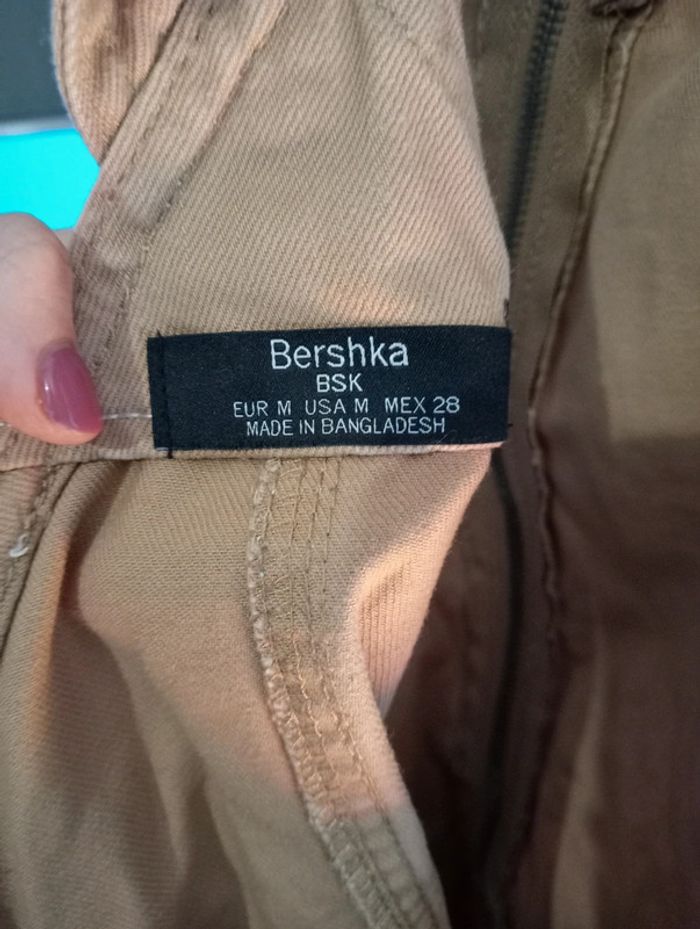 Bershka
BSK
EUR M USA M MEX 28
MADE IN BANGLADESH